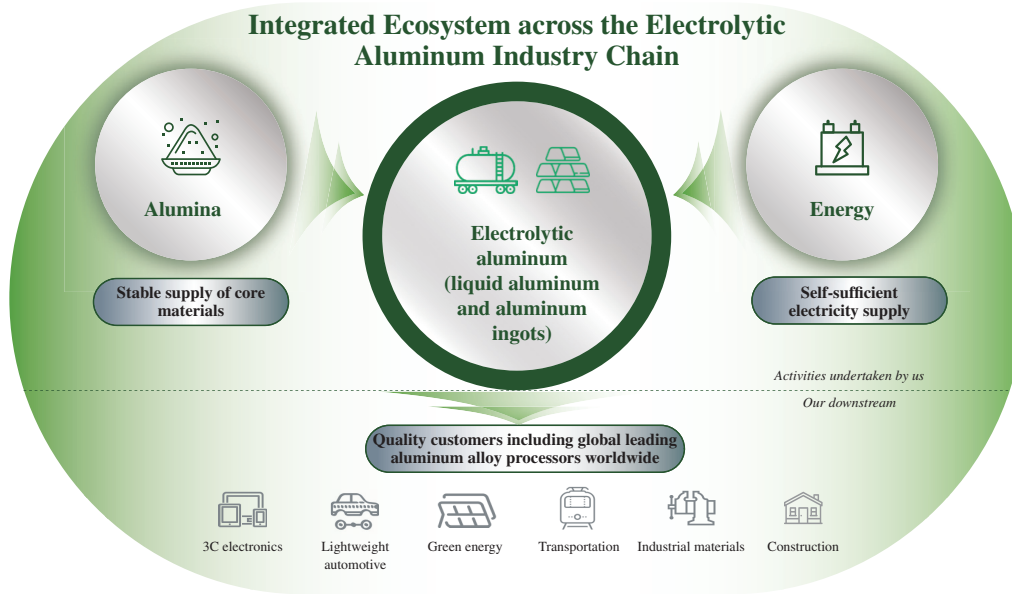 Integrated Ecosystem across the Electrolytic
Aluminum Industry Chain
Alumina
Stable supply of core
materials
Electrolytic
aluminum
(liquid aluminum
and aluminum
ingots)
Energy
Self-sufficient
electricity supply
Activities undertaken by us
Our downstream
Quality customers including global leading
aluminum alloy processors worldwide
3C electronics
Lightweight
automotive
Green energy
Transportation
Industrial materials
Construction